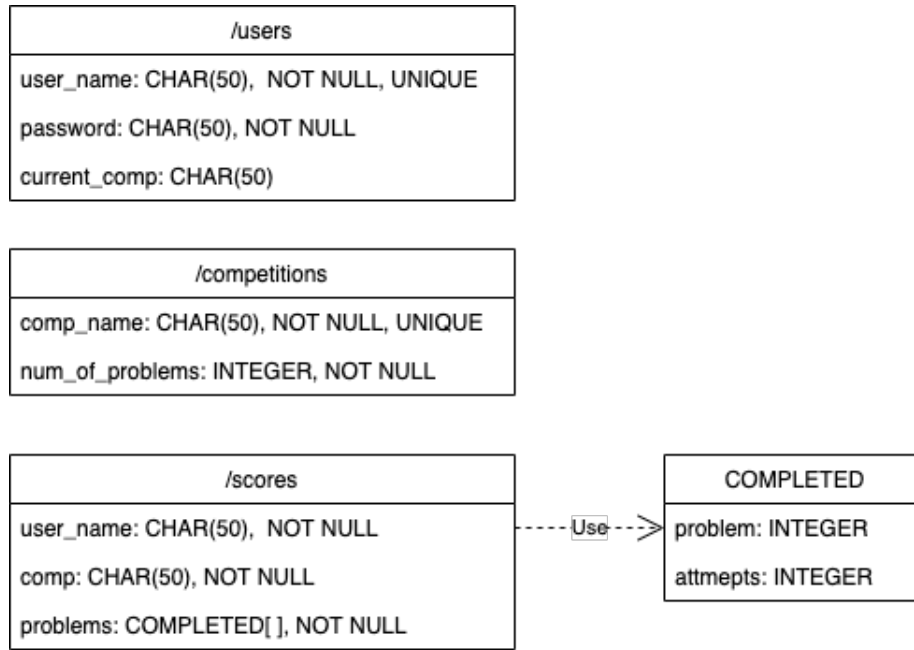 /users
user_name: CHAR(50), NOT NULL, UNIQUE
password: CHAR(50), NOT NULL
current_comp: CHAR(50)
/competitions
comp_name: CHAR(50), NOT NULL, UNIQUE
num_of_problems: INTEGER, NOT NULL
/scores
user_name: CHAR(50), NOT NULL
comp: CHAR(50), NOT NULL
problems: COMPLETED[ ], NOT NULL
Use
COMPLETED
problem: INTEGER
attmepts: INTEGER